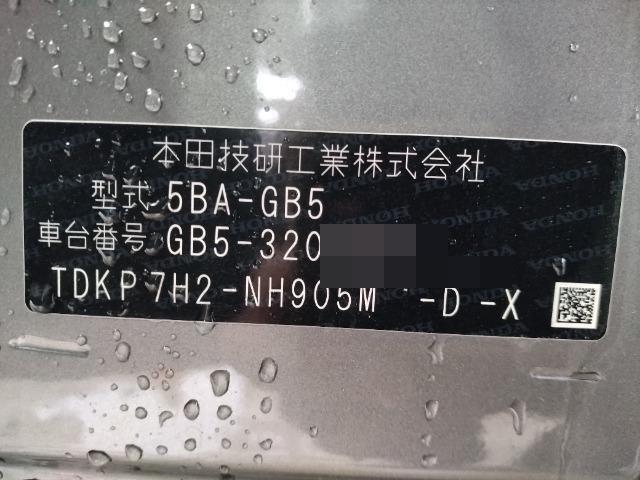 本田技研工業株式会社
型式 5BA-GB5
車台番号 GB5-320
TDKP 7H2-NH905M -D -X